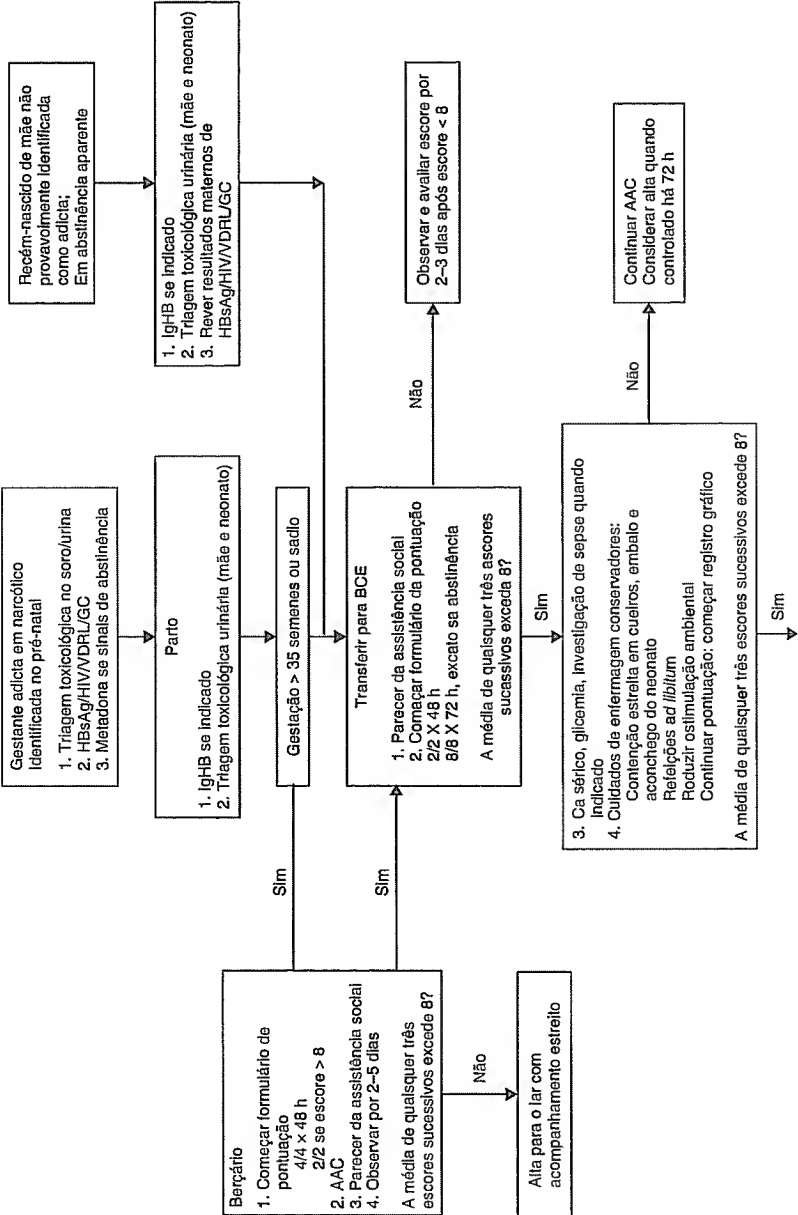 Gestante adicta em narcótico
Identificada no pré-natal
1. Triagem toxicológica no soro/urina
2. HBsAg/HIV/VDRL/GC
3. Metadona se sinais de abstinência
Recém-nascido de mãe não
provavolmente identificada
como adicta;
Em abstinência aparente
Parto
1. IgHB se indicado
2. Triagem toxicológica urinária (mãe e neonato)
1. IgHB se indicado
2. Triagem toxicológica urinária (mãe e neonato)
3. Rever resultados maternos de
HBsAg/HIV/VDRL/GC
Gestação > 35 semenes ou sadio
Sim
Berçário
1. Começar formulário de
pontuação
4/4 × 48 h
2/2 se escore > 8
2. AAC
3. Parecer da assistência social
4. Observar por 2–5 dias
A média de quaisquer três
escores sucessivos excede 8?
Sim
Não
Alta para o lar com
acompanhamento estreito
Transferir para BCE
1. Parecer da assistência social
2. Começar formulário da pontuação
2/2 X 48 h
8/8 X 72 h, excato sa abstinência
A média de qualsquer três ascores
sucassivos exceda 8?
Não
Observar e avaliar escore por
2–3 dias após escore < 8
Sim
3. Ca sérico, glicemia, investigação de sepse quando
indicado
4. Cuidados de enfermagem conservadores:
Contenção estreita em cueiros, embalo e
aconchego do neonato
Refeições ad libitum
Roduzir ostimulação ambiental
Continuar pontuação: começar registro gráfico
A média de quaisquer três escores sucessivos excede 8?
Não
Continuar AAC
Considerar alta quando
controlado há 72 h
Sim